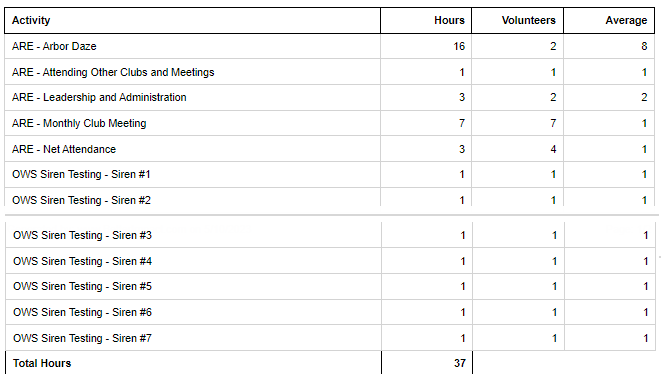 Activity Hours Volunteers Average
ARE - Arbor Daze 16 2 8
ARE - Attending Other Clubs and Meetings 1 1 1
ARE - Leadership and Administration 3 2 2
ARE - Monthly Club Meeting 7 7 1
ARE - Net Attendance 3 4 1
OWS Siren Testing - Siren #1 1 1 1
OWS Siren Testing - Siren #2 1 1 1
OWS Siren Testing - Siren #3 1 1 1
OWS Siren Testing - Siren #4 1 1 1
OWS Siren Testing - Siren #5 1 1 1
OWS Siren Testing - Siren #6 1 1 1
OWS Siren Testing - Siren #7 1 1 1
Total Hours 37